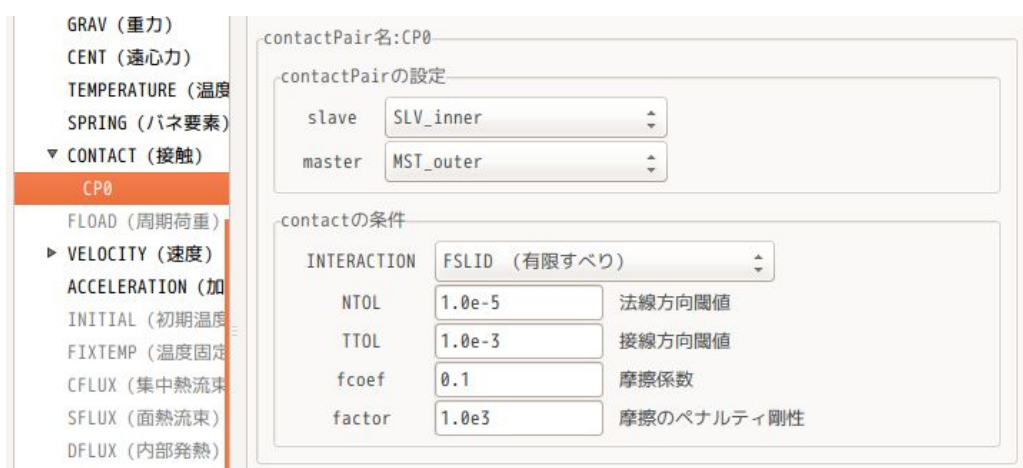 GRAV (重力)
CENT (遠心力)
TEMPERATURE (温度
SPRING (バネ要素)
CONTACT (接触)
CP0
FLOAD (周期荷重)
VELOCITY (速度)
ACCELERATION (加
INITIAL (初期温度
FIXTEMP (温度固定
CFLUX (集中熱流束
SFLUX (面熱流束)
DFLUX (内部発熱)
contactPair名:CP0
contactPairの設定
slave SLV_inner
master MST_outer
contactの条件
INTERACTION FSLID (有限すべり)
NTOL 1.0e-5 法線方向閾値
TTOL 1.0e-3 接線方向閾値
fcoef 0.1 摩擦係数
factor 1.0e3 摩擦のペナルティ剛性